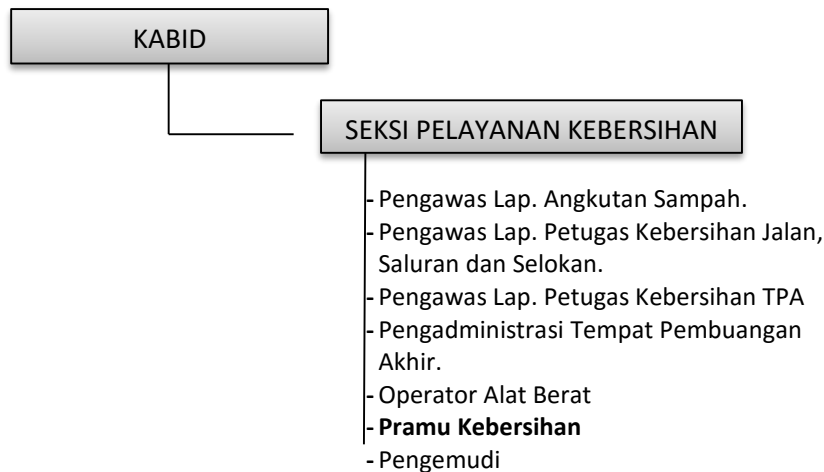 KABID
SEKSI PELAYANAN KEBERSIHAN
- Pengawas Lap. Angkutan Sampah.
- Pengawas Lap. Petugas Kebersihan Jalan,
Saluran dan Selokan.
- Pengawas Lap. Petugas Kebersihan TPA
- Pengadministrasi Tempat Pembuangan
Akhir.
- Operator Alat Berat
- Pramu Kebersihan
- Pengemudi